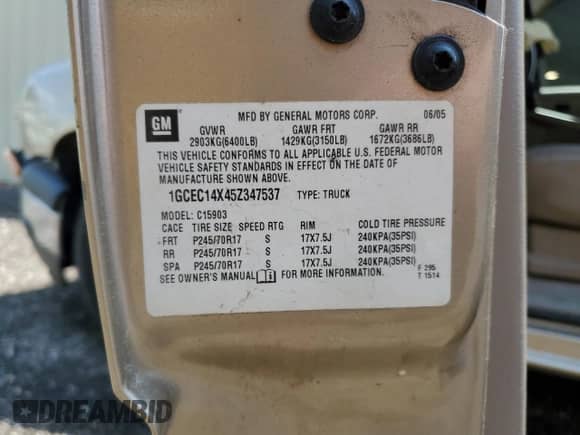 GM
MFD BY GENERAL MOTORS CORP. 06/05
GVWR GAWR FRT GAWR RR
2903KG(6400LB) 1429KG(3150LB) 1672KG(3686LB)
THIS VEHICLE CONFORMS TO ALL APPLICABLE U.S. FEDERAL MOTOR
VEHICLE SAFETY STANDARDS IN EFFECT ON THE DATE OF
MANUFACTURE SHOWN ABOVE.
1GCEC14X45Z347537 TYPE: TRUCK
MODEL: C15903
CACE TIRE SIZE SPEED RTG RIM COLD TIRE PRESSURE
FRT P245/70R17 S 17X7.5J 240KPA(35PSI)
RR P245/70R17 S 17X7.5J 240KPA(35PSI)
SPA P245/70R17 S 17X7.5J 240KPA(35PSI)
SEE OWNER'S MANUAL FOR MORE INFORMATION.
F 295
T 1514
DREAMBID